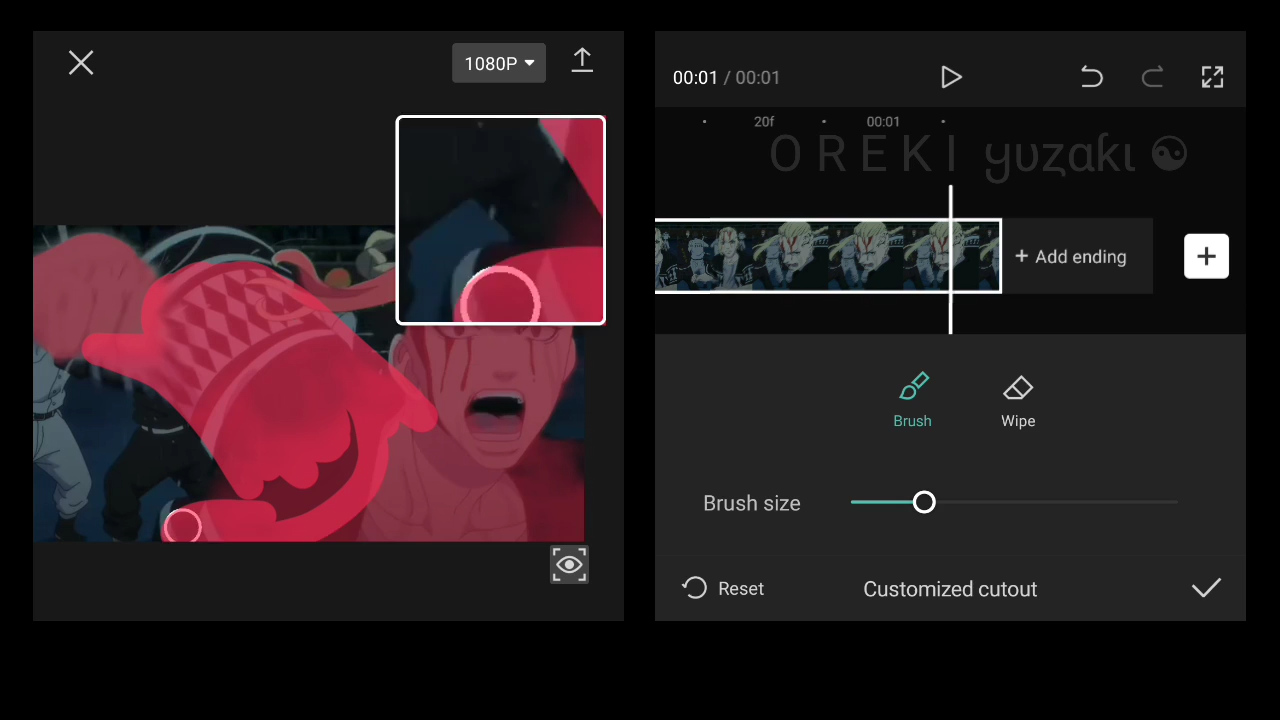 1080P
00:01 / 00:01
20f
00:01
O R E K I yuzaki ☯
+ Add ending
+
Brush
Wipe
Brush size
Reset
Customized cutout